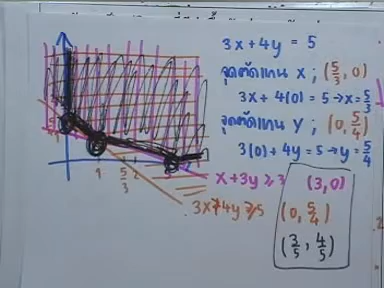 3x + 4y = 5
จุดตัดแกน X ; (5/3, 0)
3x + 4(0) = 5 → x = 5/3
จุดตัดแกน Y ; (0, 5/4)
3(0) + 4y = 5 → y = 5/4
1 5/3 2
x + 3y ≥ 3
(3, 0)
3x + 4y ≥ 5
(0, 5/4)
(3/5, 4/5)